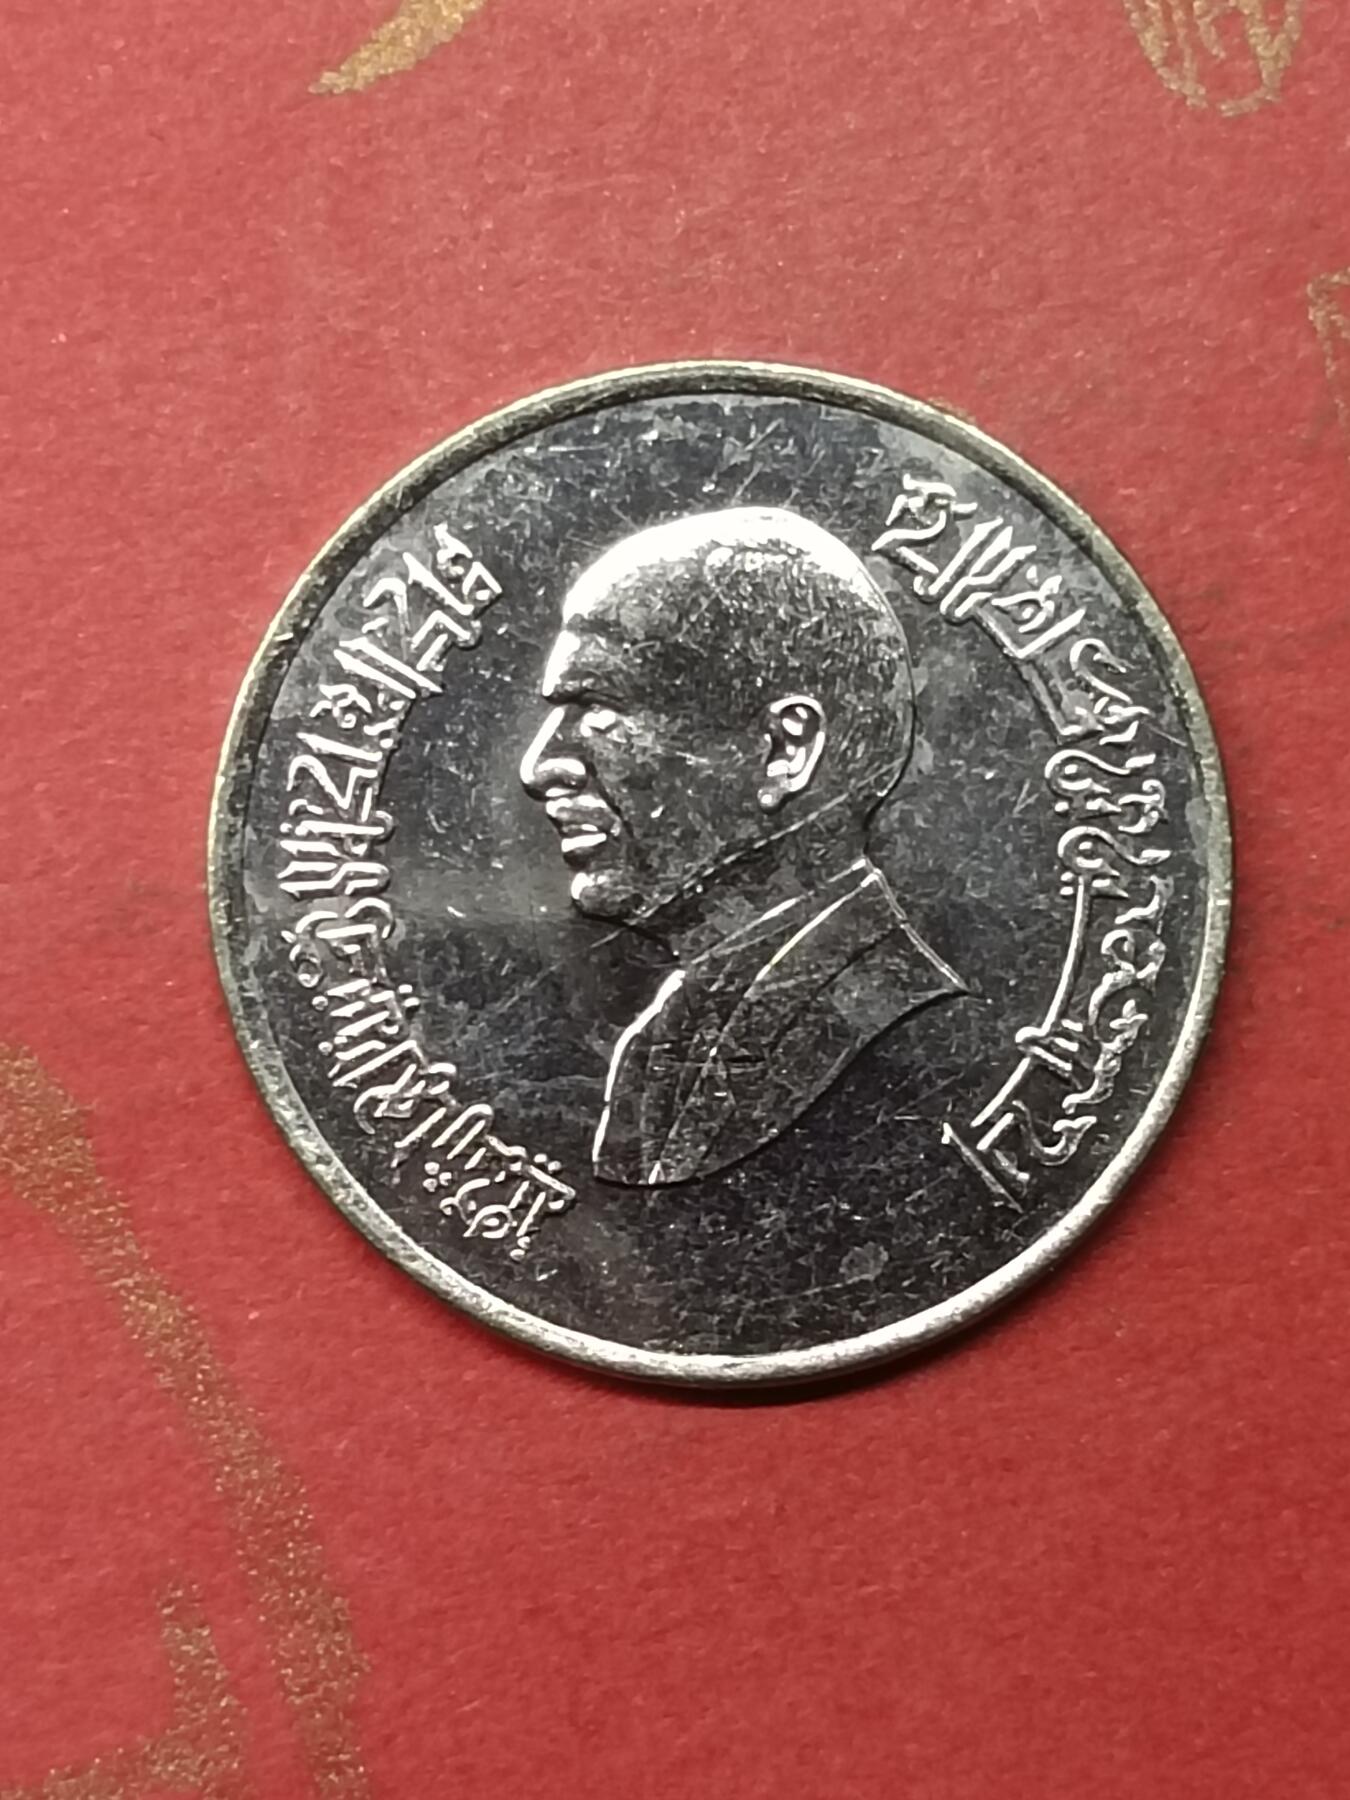 الحسين بن طلال
ملك المملكة الاردنية الهاشمية